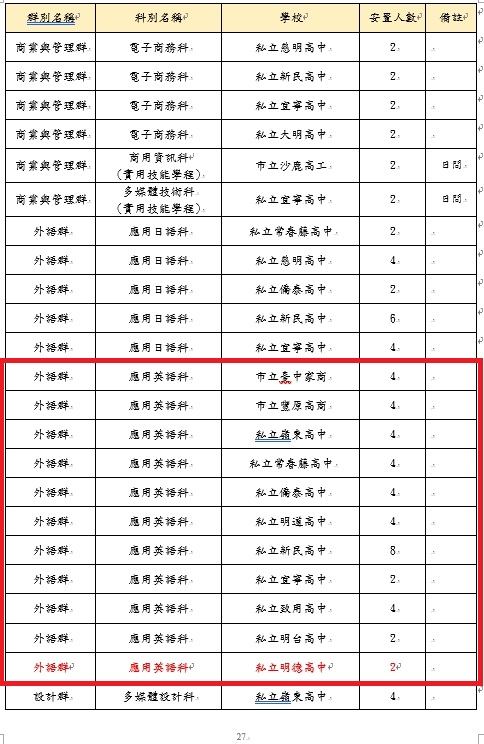 群別名稱 科別名稱 學校 安置人數 備註
商業與管理群 電子商務科 私立慈明高中 2
商業與管理群 電子商務科 私立新民高中 2
商業與管理群 電子商務科 私立宜寧高中 2
商業與管理群 電子商務科 私立大明高中 2
商業與管理群 商用資訊科 市立沙鹿高工 2 日間
(實用技能學程)
商業與管理群 多媒體技術科 私立宜寧高中 2 日間
(實用技能學程)
外語群 應用日語科 私立常春藤高中 2
外語群 應用日語科 私立慈明高中 4
外語群 應用日語科 私立僑泰高中 2
外語群 應用日語科 私立新民高中 6
外語群 應用日語科 私立宜寧高中 4
外語群 應用英語科 市立臺中家商 4
外語群 應用英語科 市立豐原高商 4
外語群 應用英語科 私立嶺東高中 4
外語群 應用英語科 私立常春藤高中 4
外語群 應用英語科 私立僑泰高中 4
外語群 應用英語科 私立明道高中 4
外語群 應用英語科 私立新民高中 8
外語群 應用英語科 私立宜寧高中 2
外語群 應用英語科 私立致用高中 4
外語群 應用英語科 私立明台高中 2
外語群 應用英語科 私立明德高中 2
設計群 多媒體設計科 私立嶺東高中 4
27